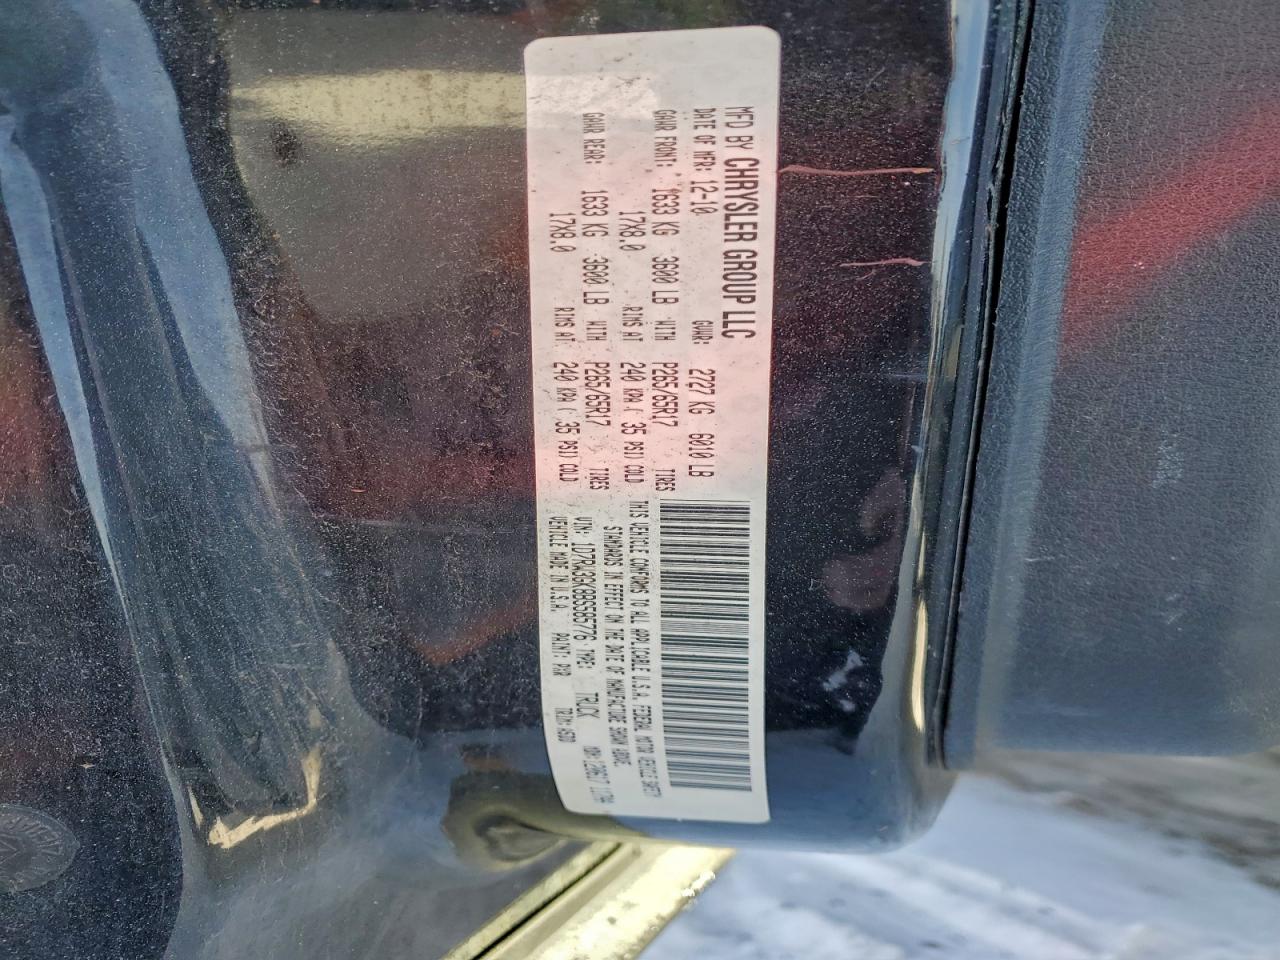 MFD BY CHRYSLER GROUP LLC
DATE OF MFR: 12-10 GVWR: 2727 KG 6010 LB
GAWR FRONT: 1633 KG 3600 LB WITH P265/65R17 TIRES
17X8.0 RIMS AT 240 KPA ( 35 PSI) COLD
GAWR REAR: 1633 KG 3600 LB WITH P265/65R17 TIRES
17X8.0 RIMS AT 240 KPA ( 35 PSI) COLD
THIS VEHICLE CONFORMS TO ALL APPLICABLE U.S.A. FEDERAL MOTOR VEHICLE SAFETY
STANDARDS IN EFFECT ON THE DATE OF MANUFACTURE SHOWN ABOVE.
VIN: TYPE: TRUCK
VEHICLE MADE IN U.S.A PAINT: PXR TRIM: